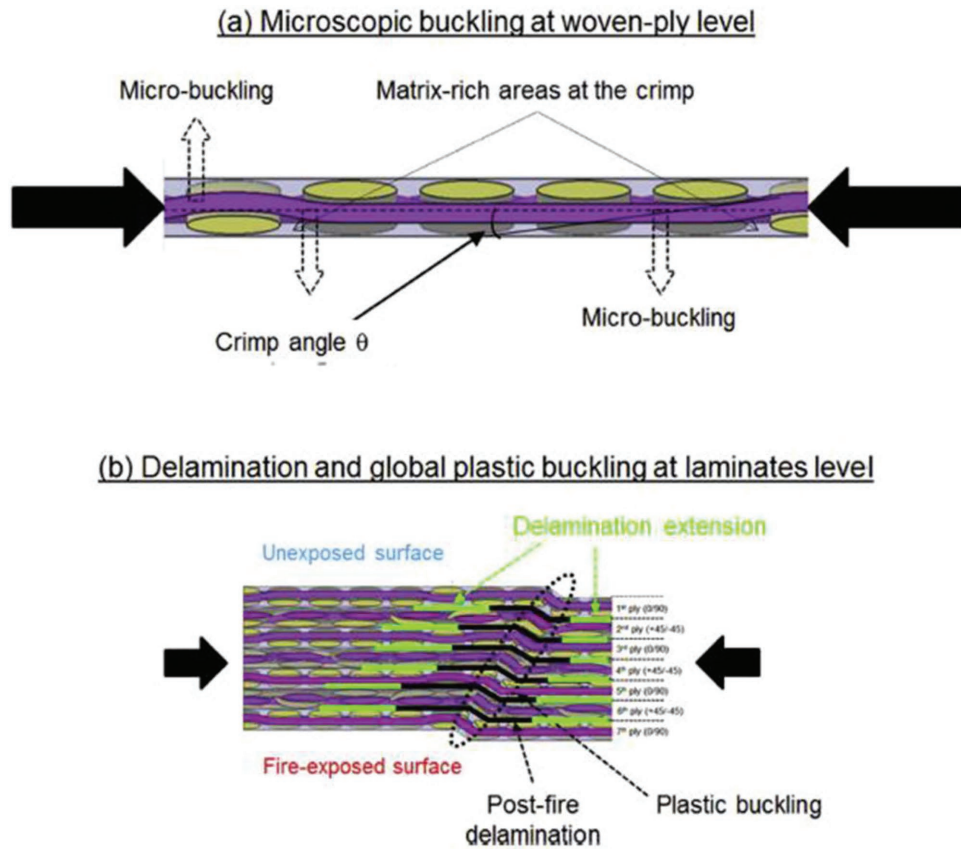 (a) Microscopic buckling at woven-ply level
Micro-buckling
Matrix-rich areas at the crimp
Crimp angle θ
Micro-buckling
(b) Delamination and global plastic buckling at laminates level
Delamination extension
Unexposed surface
1st ply (0/90)
2nd ply (+45/-45)
3rd ply (0/90)
4th ply (+45/-45)
5th ply (0/90)
6th ply (+45/-45)
7th ply (0/90)
Fire-exposed surface
Post-fire
delamination
Plastic buckling